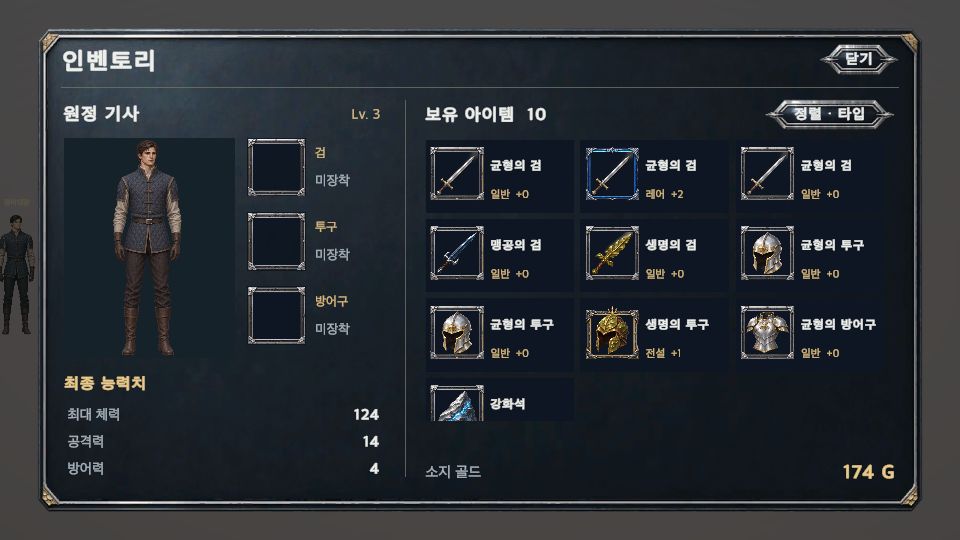 인벤토리
닫기
원정 기사
Lv. 3
검
미장착
투구
미장착
방어구
미장착
최종 능력치
최대 체력 124
공격력 14
방어력 4
보유 아이템 10
정렬 · 타입
균형의 검
일반 +0
균형의 검
레어 +2
균형의 검
일반 +0
맹공의 검
일반 +0
생명의 검
일반 +0
균형의 투구
일반 +0
균형의 투구
일반 +0
생명의 투구
전설 +1
균형의 방어구
일반 +0
강화석
소지 골드 174 G